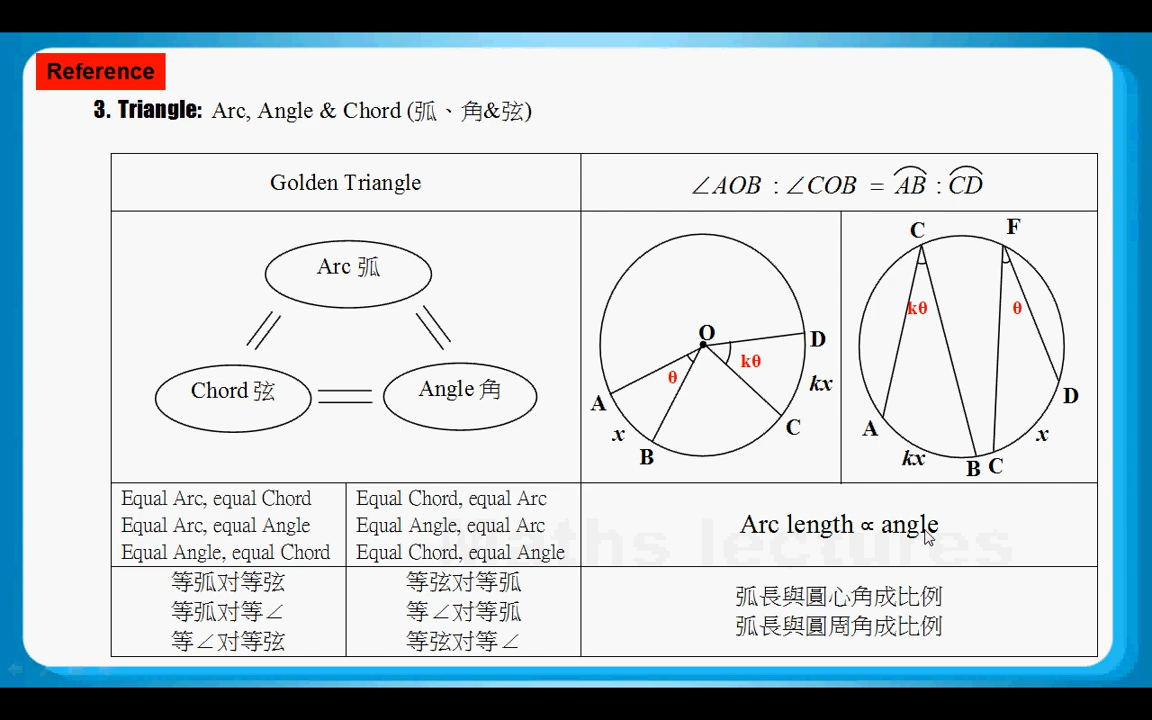 Reference
3. Triangle: Arc, Angle & Chord (弧、角&弦)
Golden Triangle
∠AOB : ∠COB = AB : CD
Arc 弧
Chord 弦
Angle 角
O
D
kθ
θ
kx
A
C
x
B
C
F
kθ
θ
D
A
x
kx
B C
Equal Arc, equal Chord
Equal Arc, equal Angle
Equal Angle, equal Chord
Equal Chord, equal Arc
Equal Angle, equal Arc
Equal Chord, equal Angle
Arc length ∝ angle
Maths lectures
等弧对等弦
等弧对等∠
等∠对等弦
等弦对等弧
等∠对等弧
等弦对等∠
弧長與圓心角成比例
弧長與圓周角成比例